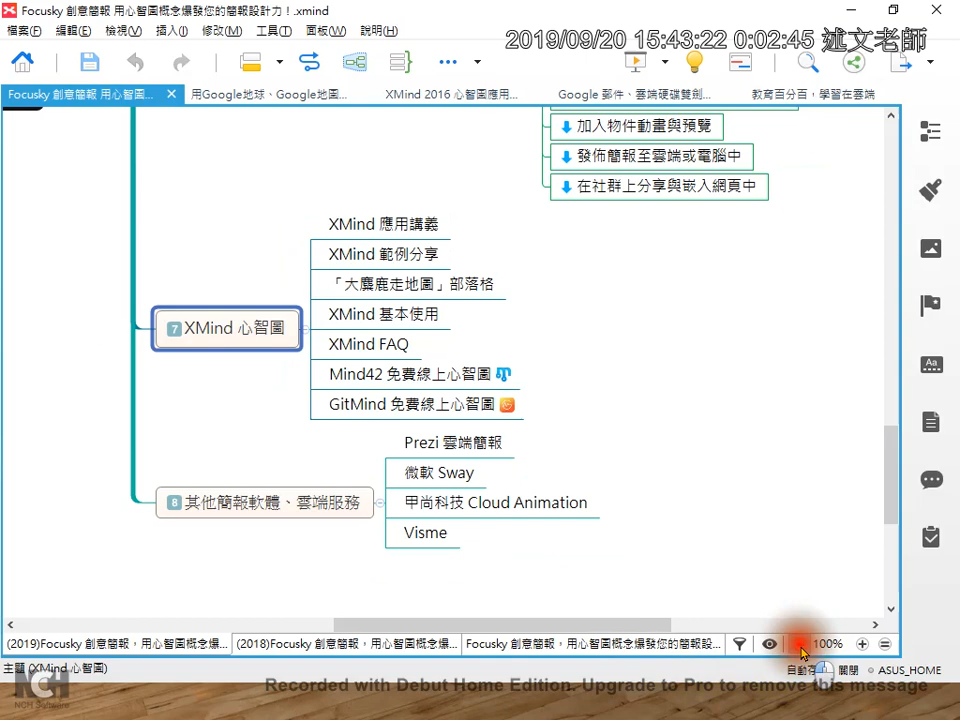 Focusky 創意簡報 用心智圖概念爆發您的簡報設計力！.xmind
檔案(F) 編輯(E) 檢視(V) 插入(I) 修改(M) 工具(T) 面板(W) 說明(H)
2019/09/20 15:43:22 0:02:45 述文老師
Focusky 創意簡報 用心智圖... 用Google地球、Google地圖... XMind 2016 心智圖應用... Google 郵件、雲端硬碟雙劍... 教育百分百，學習在雲端
加入物件動畫與預覽
發佈簡報至雲端或電腦中
在社群上分享與嵌入網頁中
XMind 應用講義
XMind 範例分享
「大麋鹿走地圖」部落格
7 XMind 心智圖
XMind 基本使用
XMind FAQ
Mind42 免費線上心智圖
GitMind 免費線上心智圖
Prezi 雲端簡報
微軟 Sway
8 其他簡報軟體、雲端服務
甲尚科技 Cloud Animation
Visme
(2019)Focusky 創意簡報，用心智圖概念爆... (2018)Focusky 創意簡報，用心智圖概念爆... Focusky 創意簡報，用心智圖概念爆發您的簡報設... 100%
主題 (XMind 心智圖) 自動存 關閉 ASUS_HOME
Recorded with Debut Home Edition. Upgrade to Pro to remove this message
NCH
NCH Software